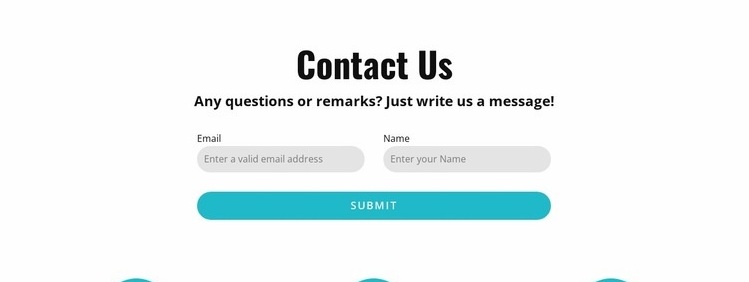 Contact Us
Any questions or remarks? Just write us a message!
Email Name
Enter a valid email address Enter your Name
SUBMIT